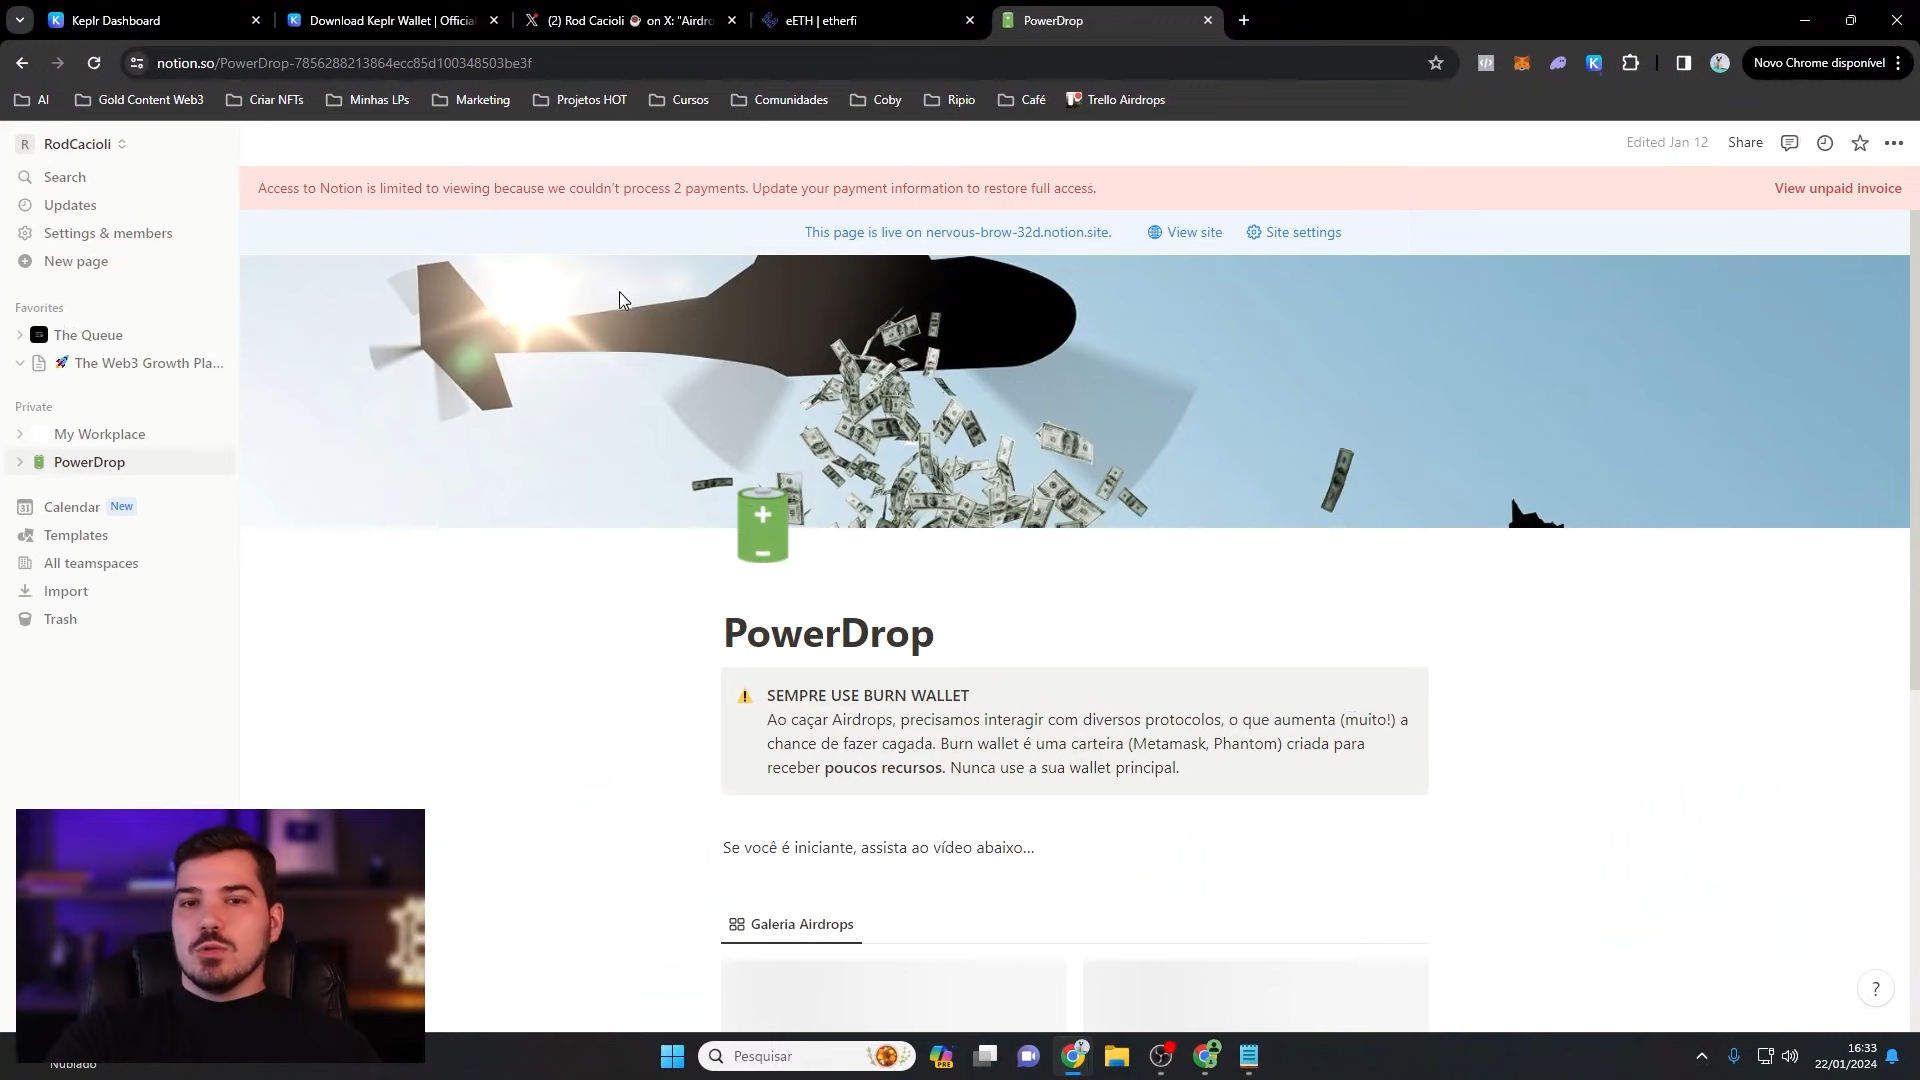 Keplr Dashboard
Download Keplr Wallet | Official
(2) Rod Cacioli on X: "Airdro
eETH | etherfi
PowerDrop
notion.so/PowerDrop-7856288213864ecc85d100348503be3f
Novo Chrome disponível
AI
Gold Content Web3
Criar NFTs
Minhas LPs
Marketing
Projetos HOT
Cursos
Comunidades
Coby
Ripio
Café
Trello Airdrops
R RodCacioli
Edited Jan 12
Share
Search
Updates
Settings & members
New page
Access to Notion is limited to viewing because we couldn't process 2 payments. Update your payment information to restore full access.
View unpaid invoice
This page is live on nervous-brow-32d.notion.site.
View site
Site settings
Favorites
The Queue
The Web3 Growth Pla...
Private
My Workplace
PowerDrop
Calendar New
Templates
All teamspaces
Import
Trash
PowerDrop
SEMPRE USE BURN WALLET
Ao caçar Airdrops, precisamos interagir com diversos protocolos, o que aumenta (muito!) a
chance de fazer cagada. Burn wallet é uma carteira (Metamask, Phantom) criada para
receber poucos recursos. Nunca use a sua wallet principal.
Se você é iniciante, assista ao vídeo abaixo...
Galeria Airdrops
?
Nublado
Pesquisar
PRE
16:33
22/01/2024